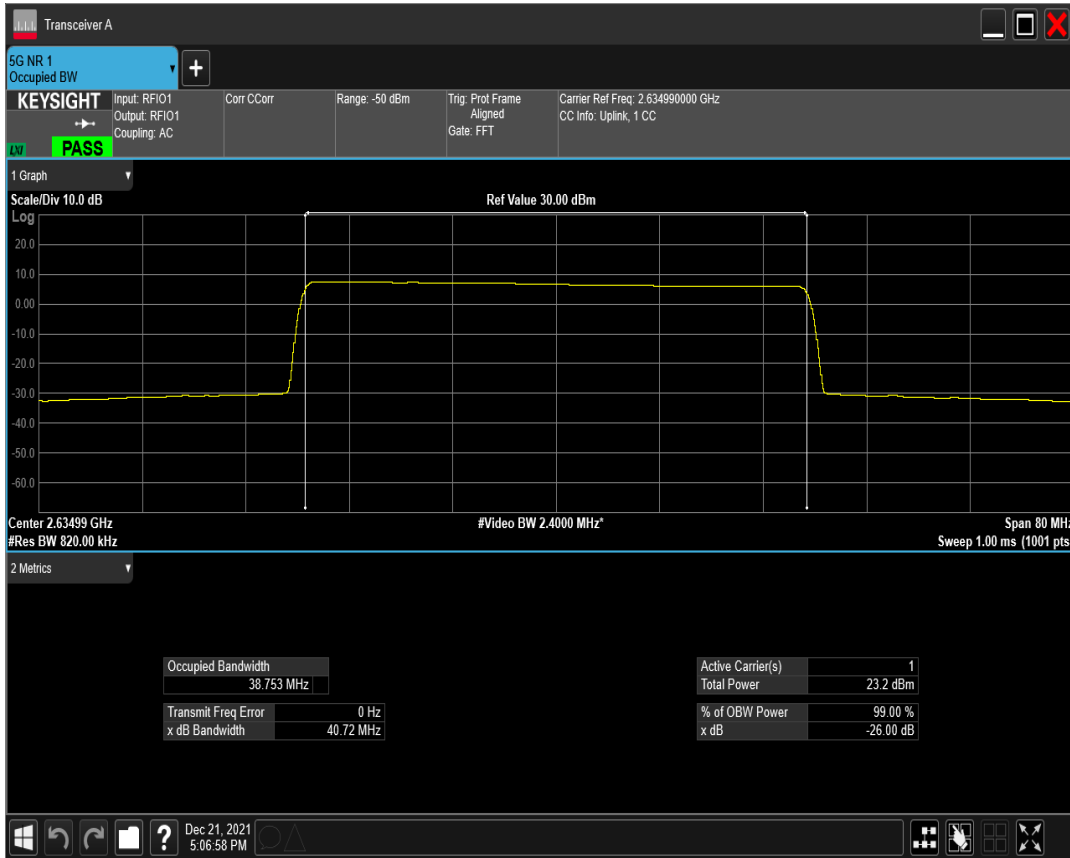 Transceiver A
5G NR 1
Occupied BW
KEYSIGHT
LXI
PASS
Input: RFIO1
Output: RFIO1
Coupling: AC
Corr CCorr
Range: -50 dBm
Trig: Prot Frame
Aligned
Gate: FFT
Carrier Ref Freq: 2.634990000 GHz
CC Info: Uplink, 1 CC
1 Graph
Scale/Div 10.0 dB
Ref Value 30.00 dBm
Log
20.0
10.0
0.00
-10.0
-20.0
-30.0
-40.0
-50.0
-60.0
Center 2.63499 GHz
#Video BW 2.4000 MHz*
Span 80 MHz
#Res BW 820.00 kHz
Sweep 1.00 ms (1001 pts
2 Metrics
Occupied Bandwidth
38.753 MHz
Transmit Freq Error 0 Hz
x dB Bandwidth 40.72 MHz
Active Carrier(s) 1
Total Power 23.2 dBm
% of OBW Power 99.00 %
x dB -26.00 dB
Dec 21, 2021
5:06:58 PM